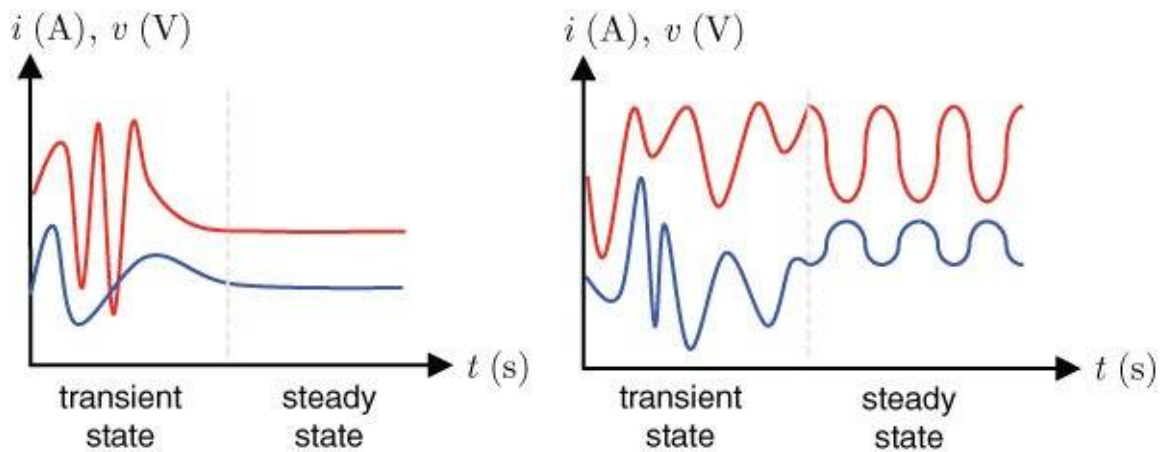 i (A), v (V)
t (s)
transient
state
steady
state
i (A), v (V)
t (s)
transient
state
steady
state